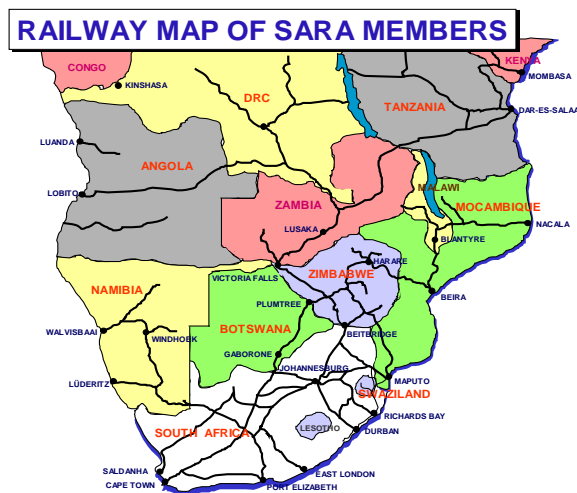 RAILWAY MAP OF SARA MEMBERS
CONGO
KENYA
KINSHASA
MOMBASA
DRC
TANZANIA
DAR-ES-SALAA
LUANDA
ANGOLA
LOBITO
MALAWI
ZAMBIA
MOCAMBIQUE
LUSAKA
NACALA
BLANTYRE
HARARE
VICTORIA FALLS
ZIMBABWE
NAMIBIA
BEIRA
PLUMTREE
WALVISBAAI
WINDHOEK
BOTSWANA
BEITBRIDGE
GABORONE
JOHANNESBURG
LÜDERITZ
MAPUTO
SWAZILAND
RICHARDS BAY
LESOTHO
SOUTH AFRICA
DURBAN
SALDANHA
EAST LONDON
CAPE TOWN
PORT ELIZABETH